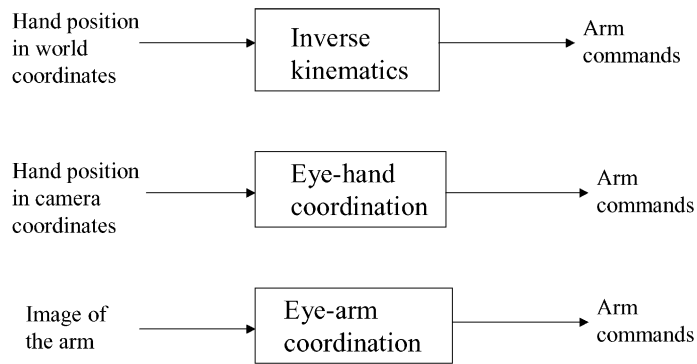 Hand position
in world
coordinates
Inverse
kinematics
Arm
commands
Hand position
in camera
coordinates
Eye-hand
coordination
Arm
commands
Image of
the arm
Eye-arm
coordination
Arm
commands